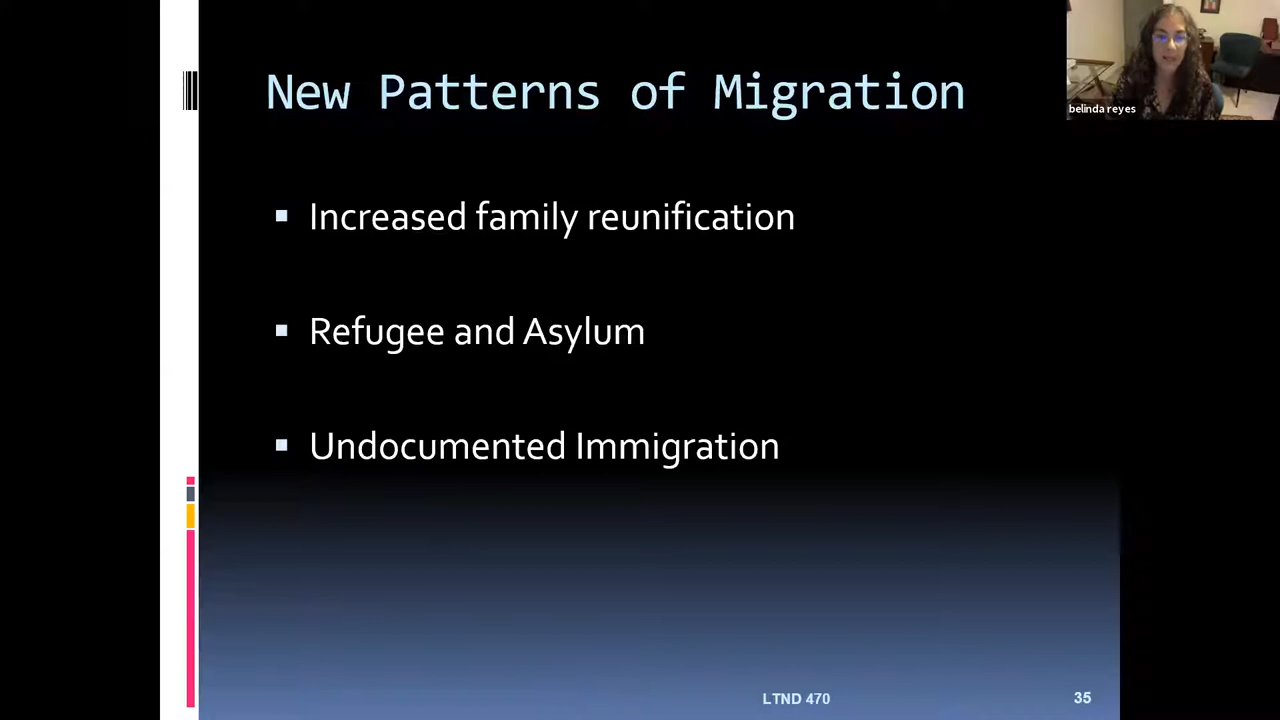 New Patterns of Migration
belinda reyes
Increased family reunification
Refugee and Asylum
Undocumented Immigration
LTND 470
35